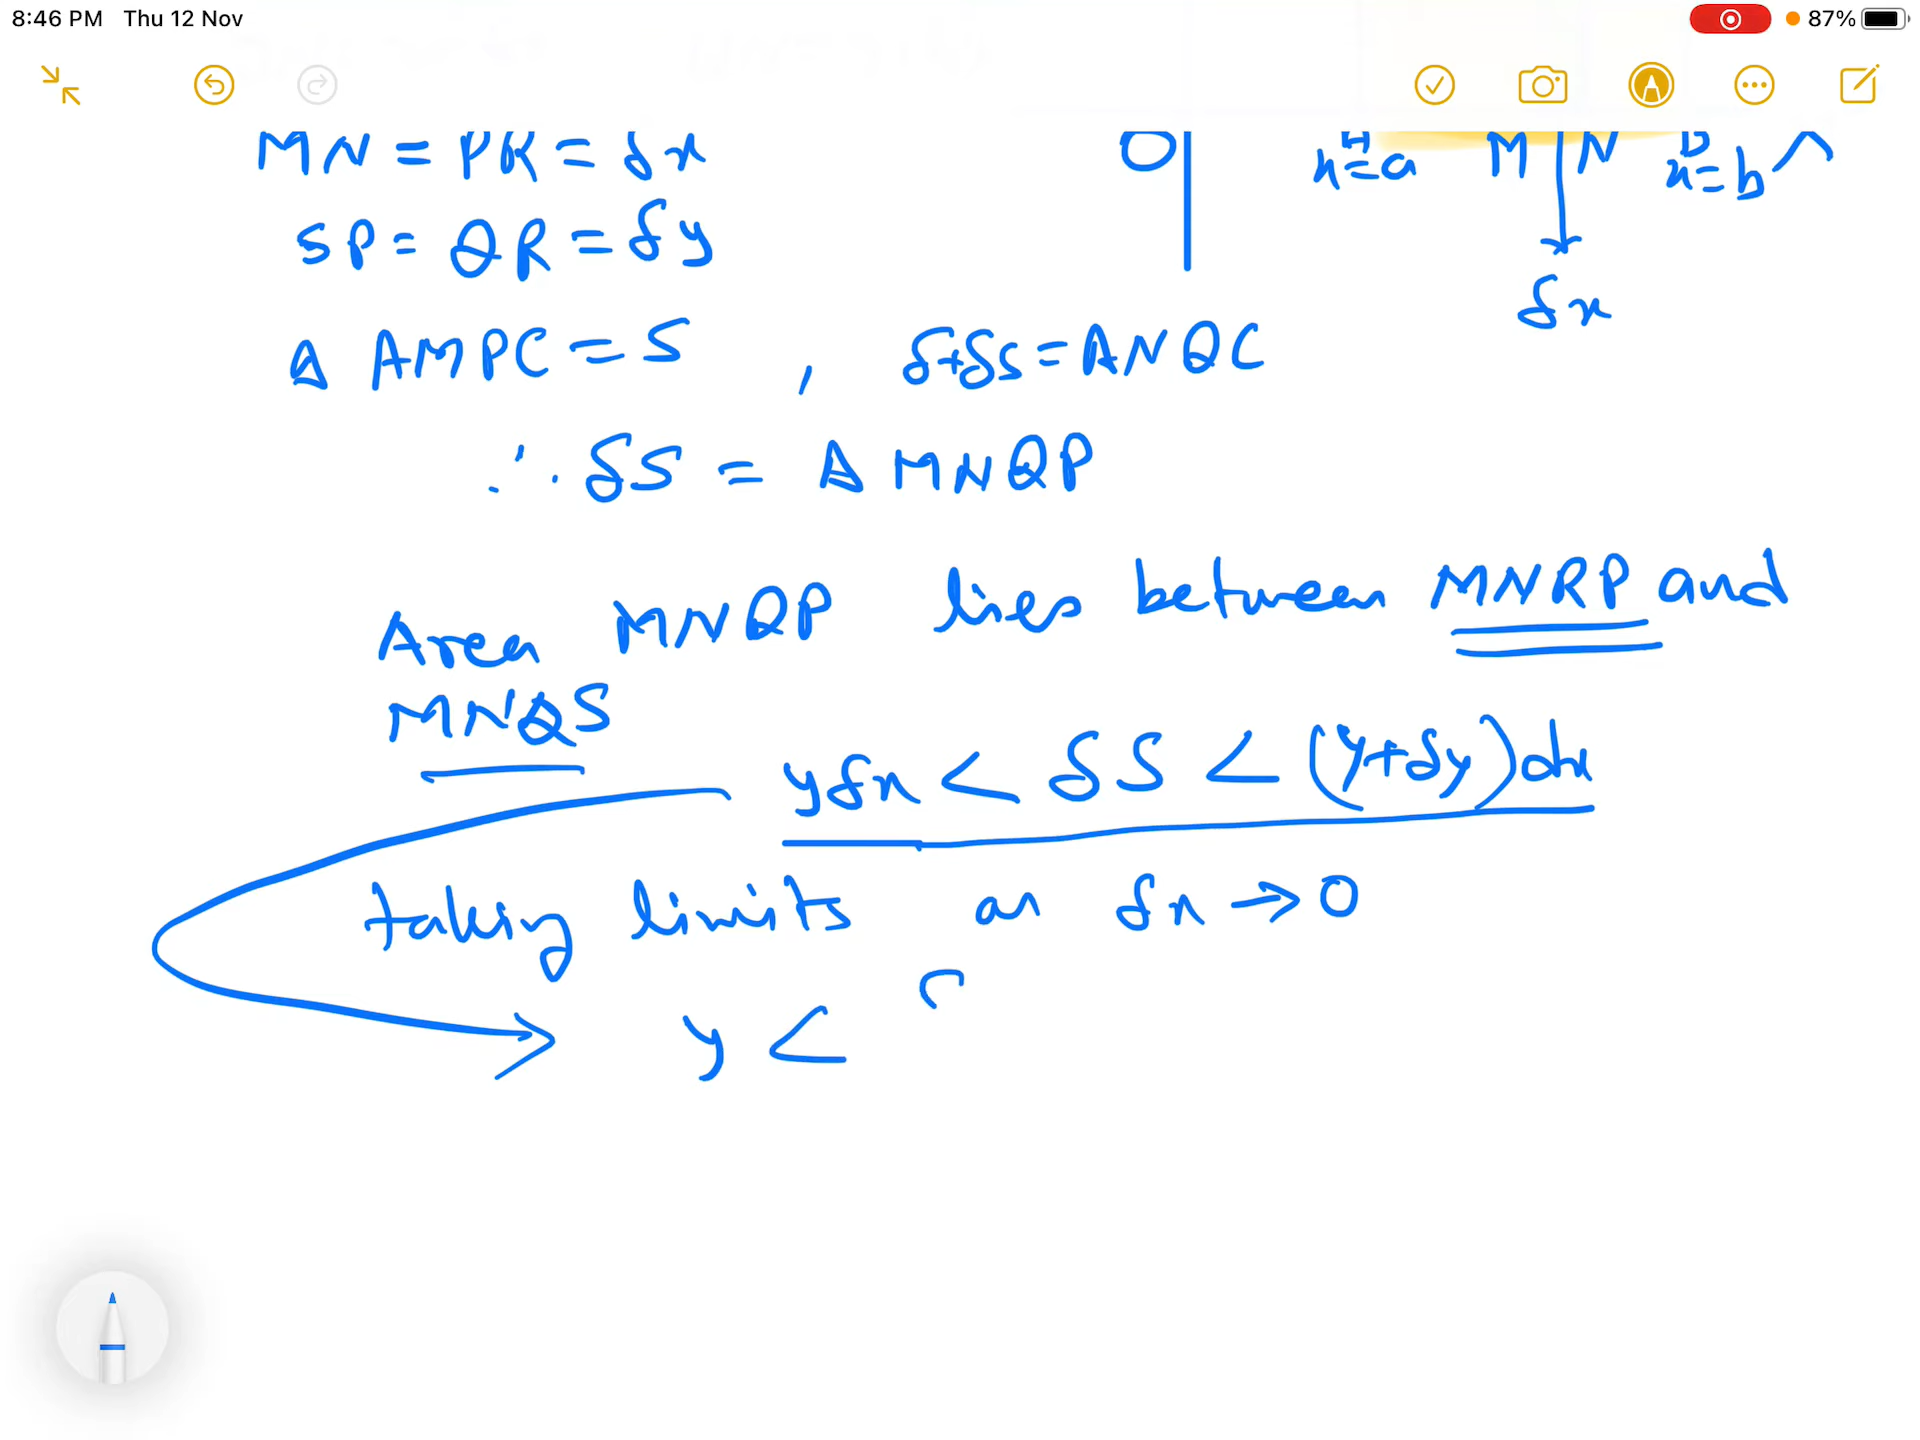 8:46 PM Thu 12 Nov 87%
MN = PR = δx
O x=a M N x=b
SP = QR = δy
δx
A AMPC = S , δ+δS = ANQC
∴ δS = A MNQP
Area MNQP lies between MNRP and
MNQS
yδx < δS < (y+δy)dx
taking limits as δx → 0
y <